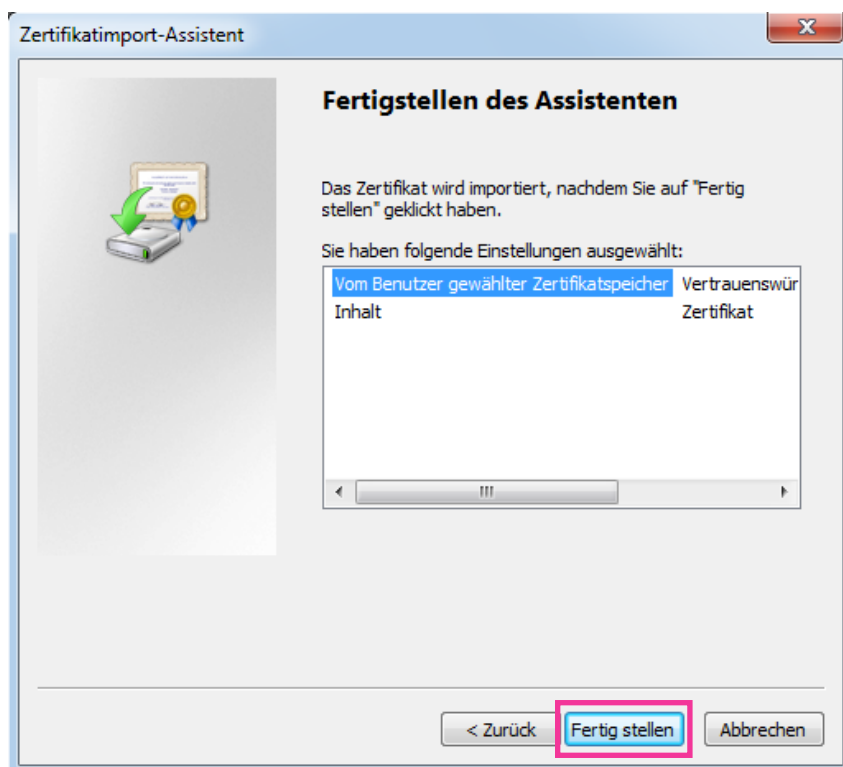 Zertifikatimport-Assistent
Fertigstellen des Assistenten
Das Zertifikat wird importiert, nachdem Sie auf "Fertig
stellen" geklickt haben.
Sie haben folgende Einstellungen ausgewählt:
Vom Benutzer gewählter Zertifikatspeicher Vertrauenswür
Inhalt Zertifikat
< Zurück Fertig stellen Abbrechen